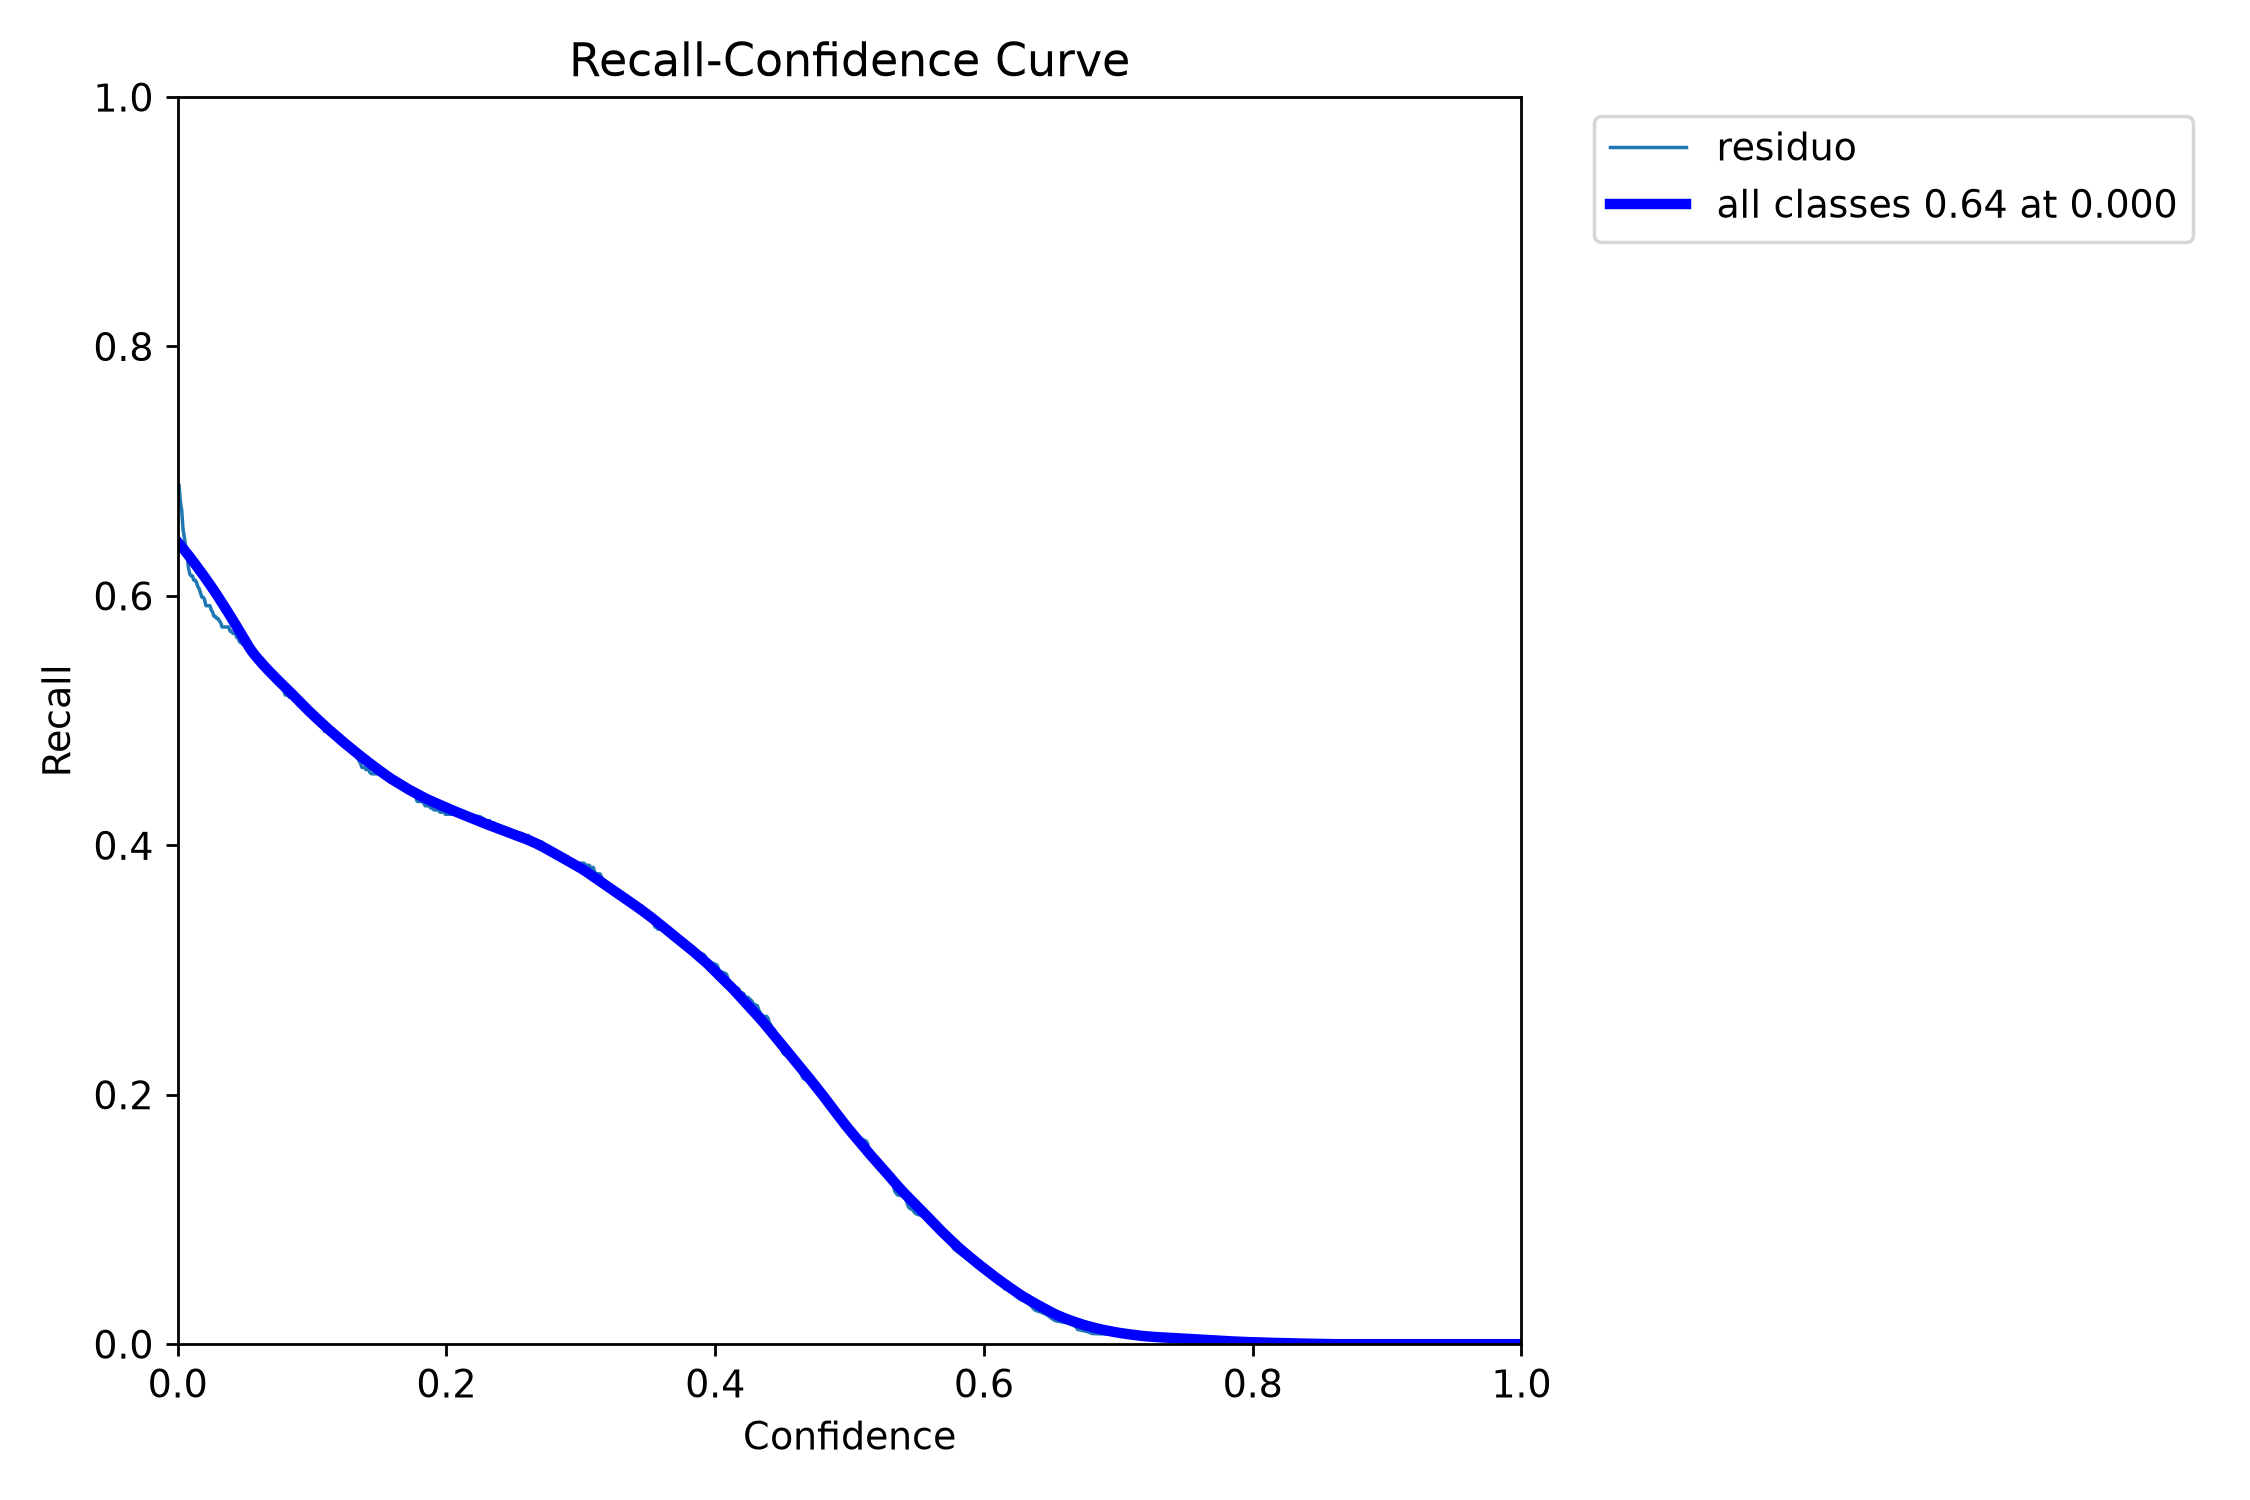 Recall-Confidence Curve
1.0
0.8
0.6
0.4
0.2
0.0
Recall
0.0 0.2 0.4 0.6 0.8 1.0
Confidence
residuo
all classes 0.64 at 0.000